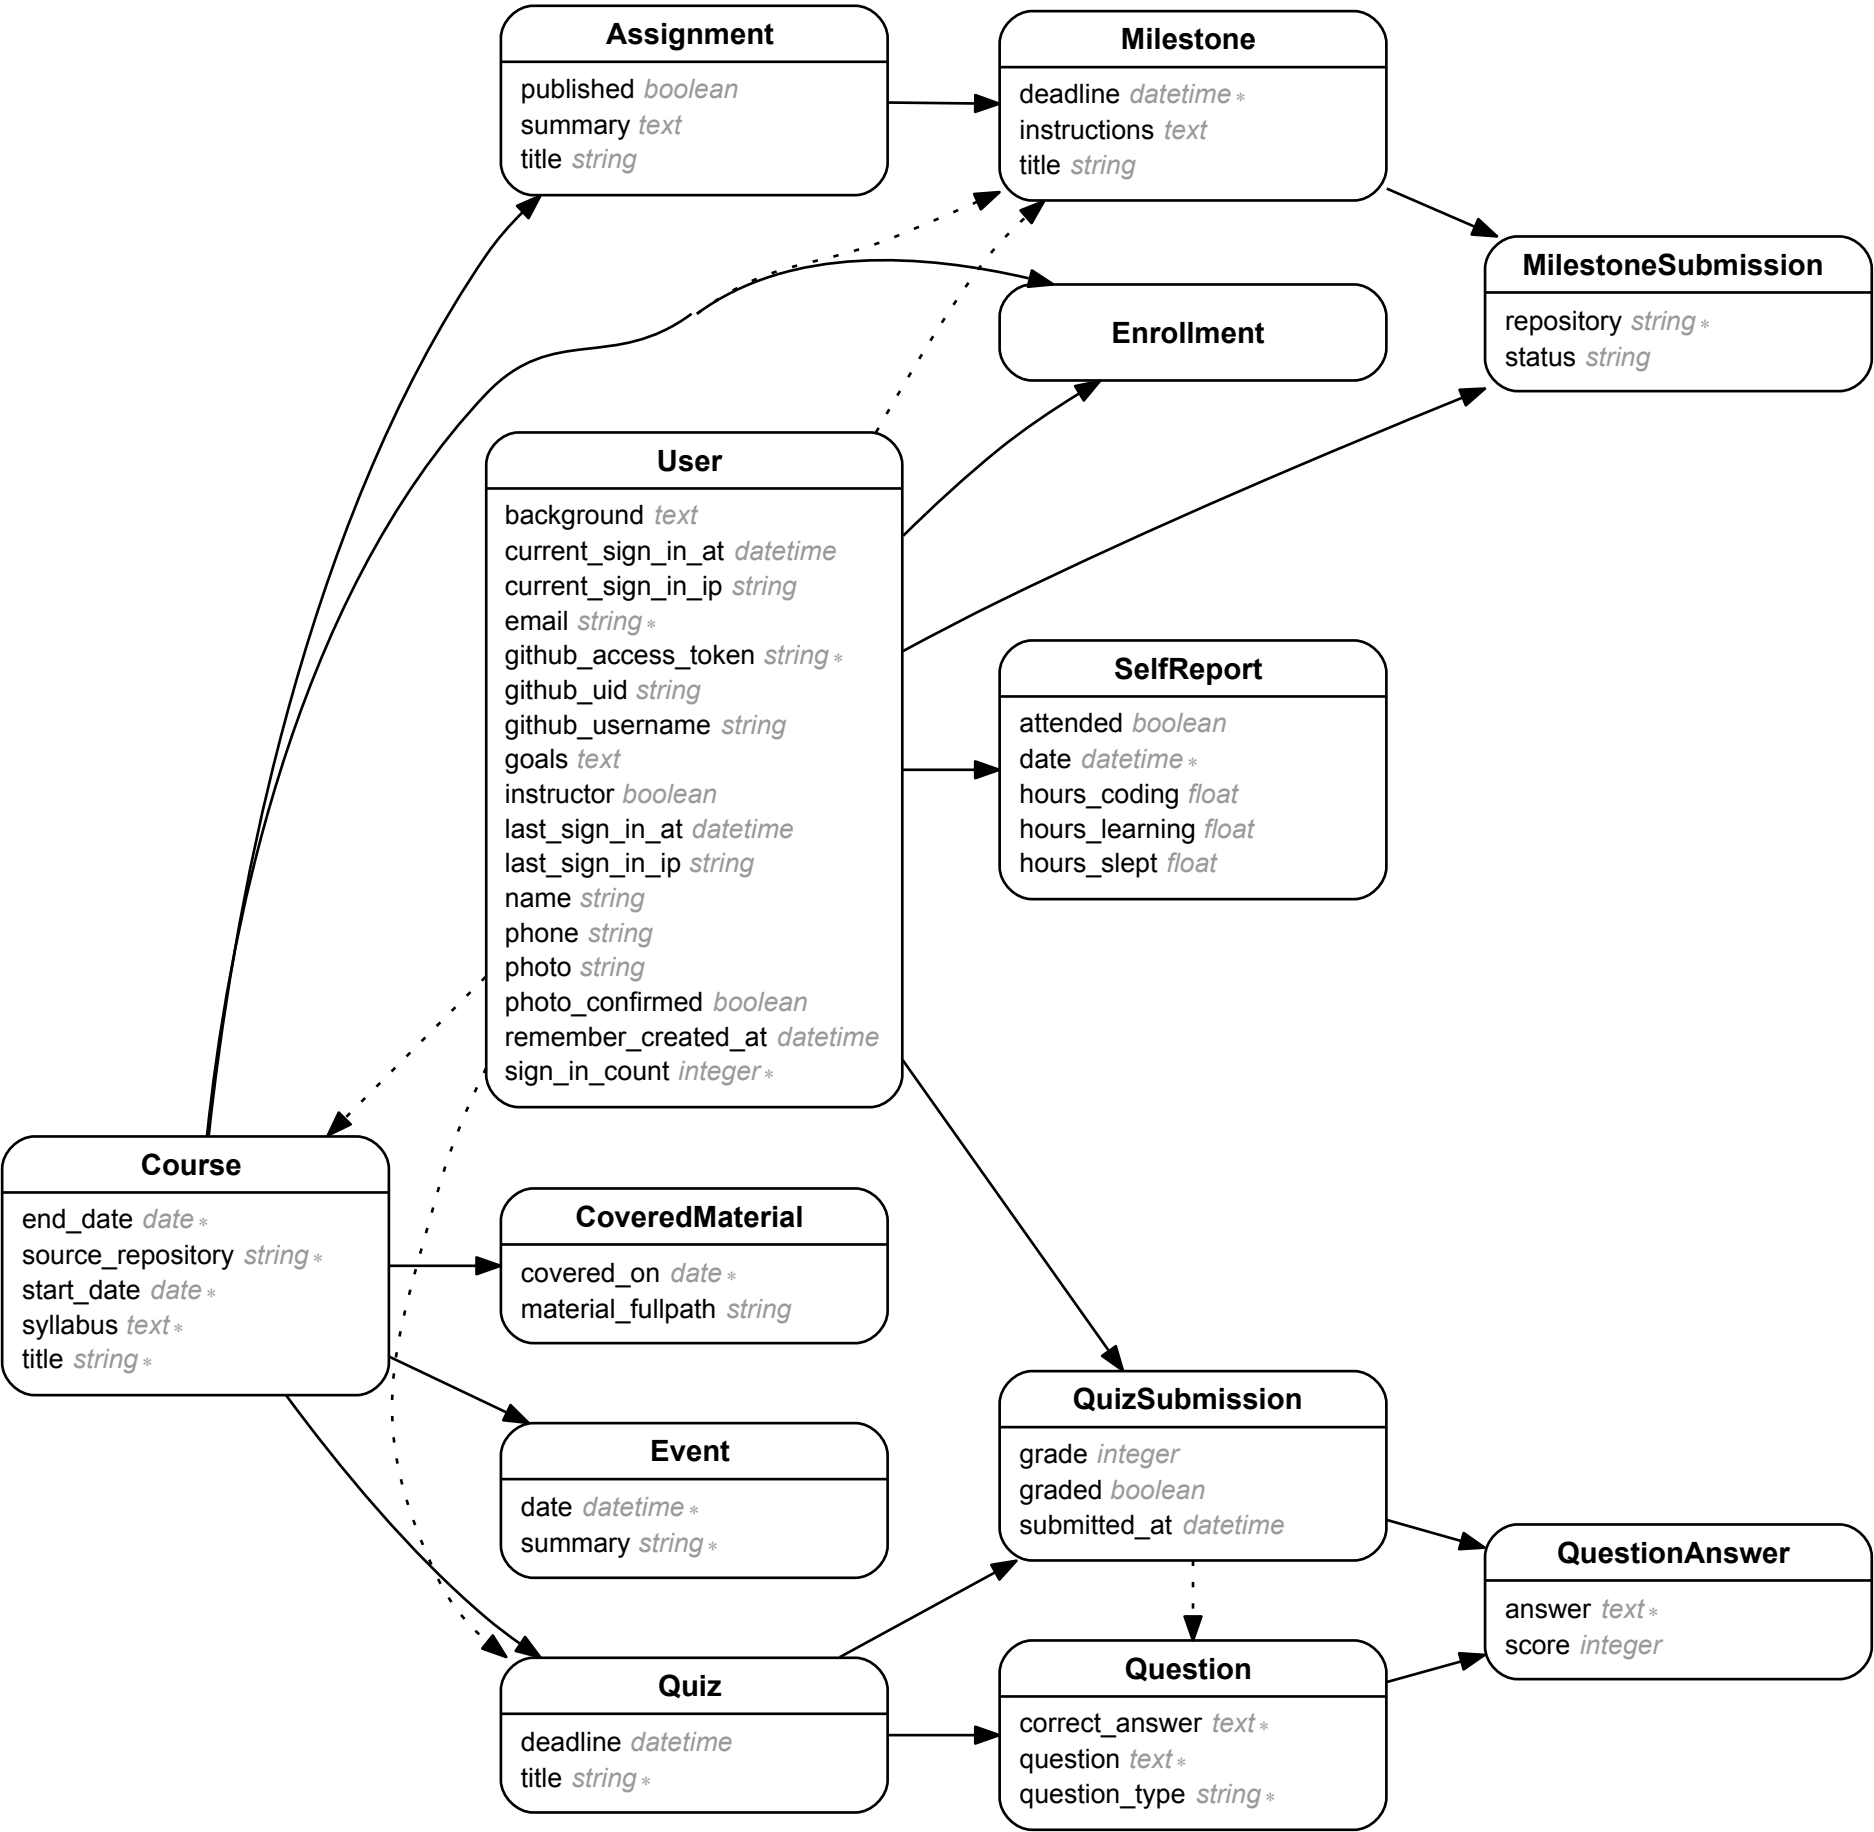 Assignment
published boolean
summary text
title string
Milestone
deadline datetime *
instructions text
title string
MilestoneSubmission
repository string *
status string
Enrollment
User
background text
current_sign_in_at datetime
current_sign_in_ip string
email string *
github_access_token string *
github_uid string
github_username string
goals text
instructor boolean
last_sign_in_at datetime
last_sign_in_ip string
name string
phone string
photo string
photo_confirmed boolean
remember_created_at datetime
sign_in_count integer *
SelfReport
attended boolean
date datetime *
hours_coding float
hours_learning float
hours_slept float
Course
end_date date *
source_repository string *
start_date date *
syllabus text *
title string *
CoveredMaterial
covered_on date *
material_fullpath string
Event
date datetime *
summary string *
QuizSubmission
grade integer
graded boolean
submitted_at datetime
QuestionAnswer
answer text *
score integer
Quiz
deadline datetime
title string *
Question
correct_answer text *
question text *
question_type string *